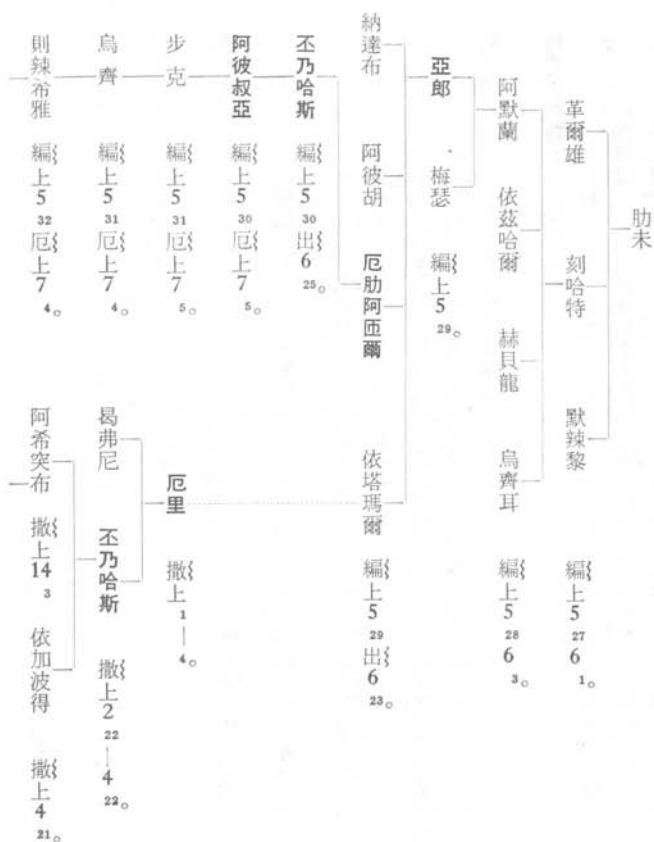 肋未
革爾雄 刻哈特 默辣黎 編上5 27 6 1。
阿默蘭 依茲哈爾 赫貝龍 烏齊耳 編上5 28 6 3。
亞郎 梅瑟 編上5 29。
納達布 阿彼胡 厄肋阿匝爾 依塔瑪爾 編上5 29 出6 23。
丕乃哈斯 編上5 30 出6 25。
阿彼叔亞 編上5 30 厄上7 5。
步克 編上5 31 厄上7 5。
烏齊 編上5 31 厄上7 4。
則辣希雅 編上5 32 厄上7 4。
厄里 撒上1—4。
曷弗尼 丕乃哈斯 撒上2 22—4 22。
阿希突布 撒上14 3 依加波得 撒上4 21。